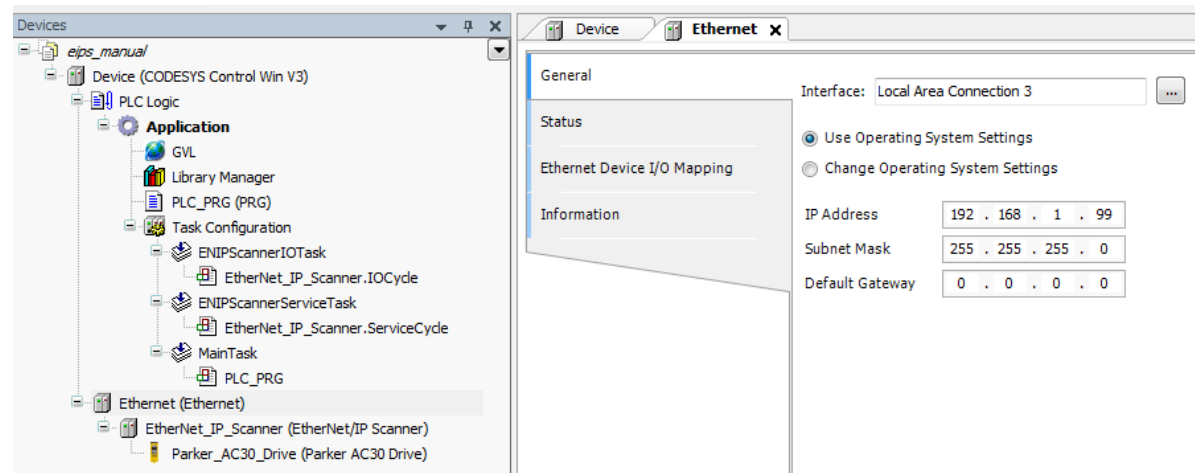 Devices
eips_manual
Device (CODESYS Control Win V3)
PLC Logic
Application
GVL
Library Manager
PLC_PRG (PRG)
Task Configuration
ENIPScannerIOTask
EtherNet_IP_Scanner.IOCycle
ENIPScannerServiceTask
EtherNet_IP_Scanner.ServiceCycle
MainTask
PLC_PRG
Ethernet (Ethernet)
EtherNet_IP_Scanner (EtherNet/IP Scanner)
Parker_AC30_Drive (Parker AC30 Drive)
Device
Ethernet
General
Status
Ethernet Device I/O Mapping
Information
Interface: Local Area Connection 3 ...
Use Operating System Settings
Change Operating System Settings
IP Address 192 . 168 . 1 . 99
Subnet Mask 255 . 255 . 255 . 0
Default Gateway 0 . 0 . 0 . 0